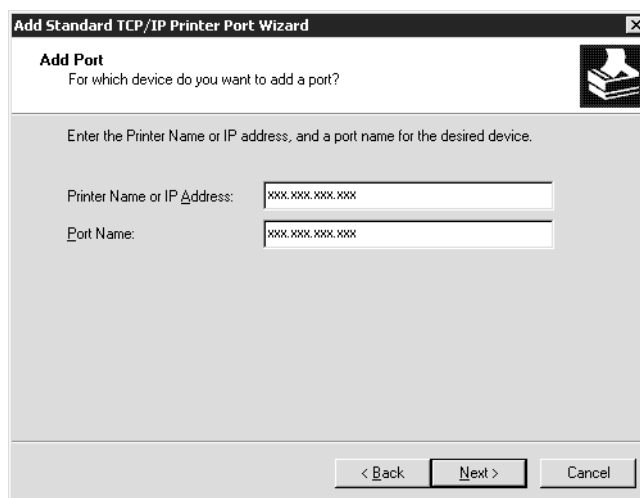 Add Standard TCP/IP Printer Port Wizard
Add Port
For which device do you want to add a port?
Enter the Printer Name or IP address, and a port name for the desired device.
Printer Name or IP Address: xxx.xxx.xxx.xxx
Port Name: xxx.xxx.xxx.xxx
< Back Next > Cancel